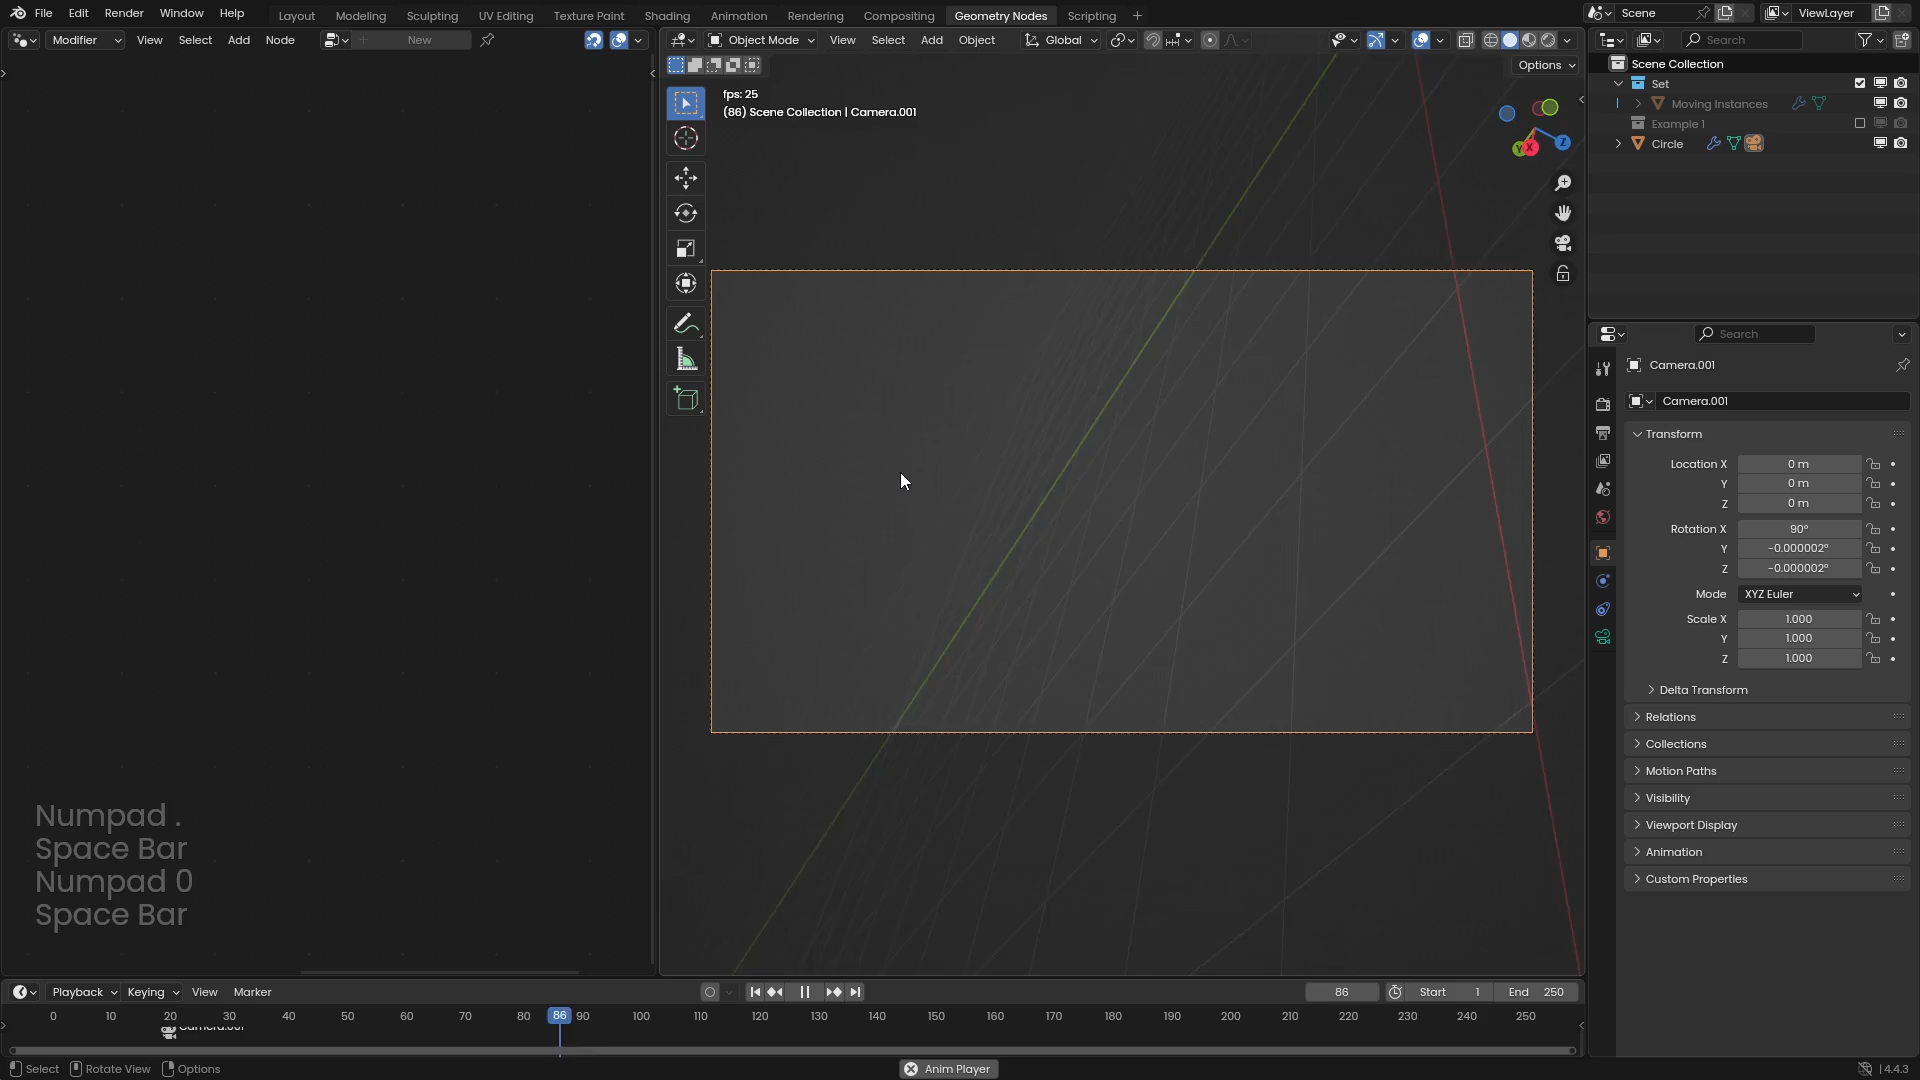 File Edit Render Window Help
Layout Modeling Sculpting UV Editing Texture Paint Shading Animation Rendering Compositing Geometry Nodes Scripting +
Scene
ViewLayer
Modifier View Select Add Node
New
Object Mode View Select Add Object
Global
Options
Search
fps: 25
(86) Scene Collection | Camera.001
Z
Y
X
Scene Collection
Set
Moving Instances
Example 1
Circle
Search
Camera.001
Camera.001
Transform
Location X 0 m
Y 0 m
Z 0 m
Rotation X 90°
Y -0.000002°
Z -0.000002°
Mode XYZ Euler
Scale X 1.000
Y 1.000
Z 1.000
Delta Transform
Relations
Collections
Motion Paths
Visibility
Viewport Display
Animation
Custom Properties
Numpad .
Space Bar
Numpad 0
Space Bar
Playback Keying View Marker
86
Start 1
End 250
0 10 20 30 40 50 60 70 80 86 90 100 110 120 130 140 150 160 170 180 190 200 210 220 230 240 250
Camera.001
Select Rotate View Options
Anim Player
4.4.3